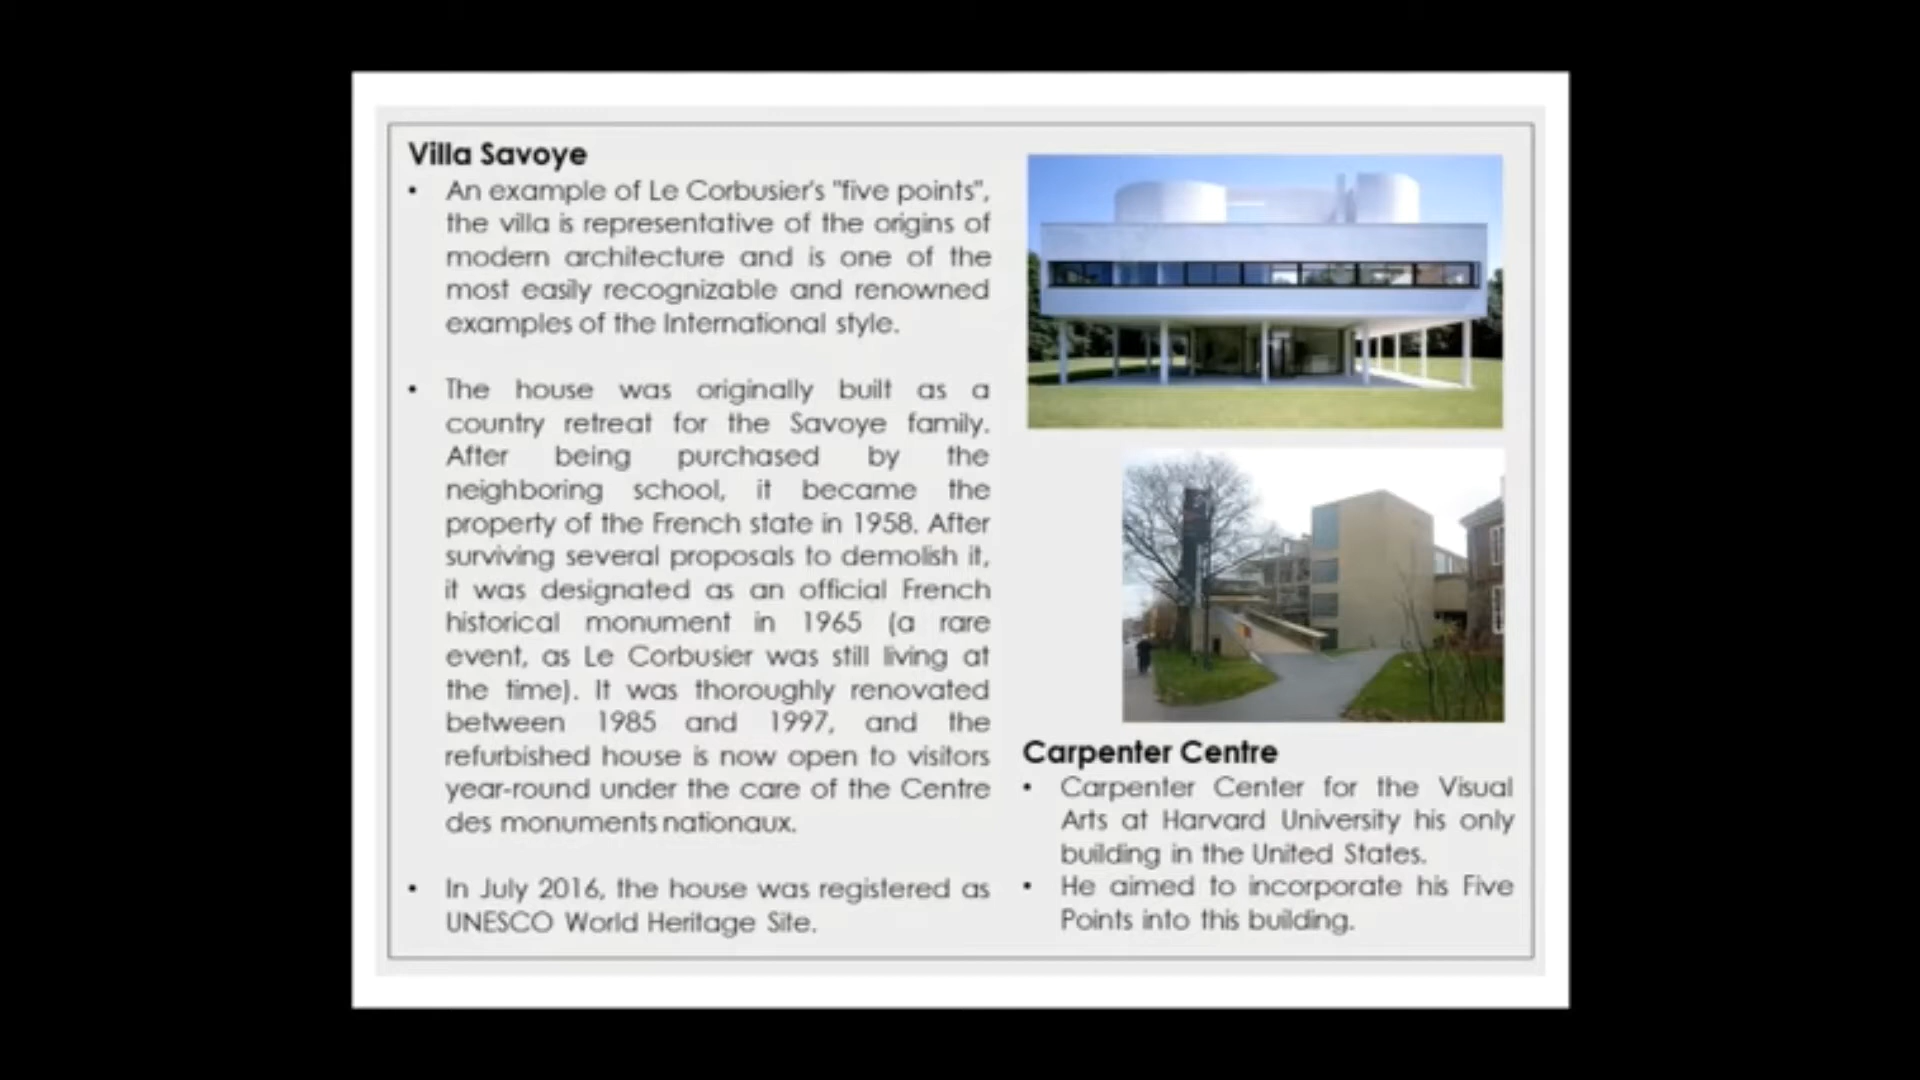 Villa Savoye
• An example of Le Corbusier's "five points",
the villa is representative of the origins of
modern architecture and is one of the
most easily recognizable and renowned
examples of the International style.
• The house was originally built as a
country retreat for the Savoye family.
After being purchased by the
neighboring school, it became the
property of the French state in 1958. After
surviving several proposals to demolish it,
it was designated as an official French
historical monument in 1965 (a rare
event, as Le Corbusier was still living at
the time). It was thoroughly renovated
between 1985 and 1997, and the
refurbished house is now open to visitors
year-round under the care of the Centre
des monuments nationaux.
• In July 2016, the house was registered as
UNESCO World Heritage Site.
Carpenter Centre
• Carpenter Center for the Visual
Arts at Harvard University his only
building in the United States.
• He aimed to incorporate his Five
Points into this building.